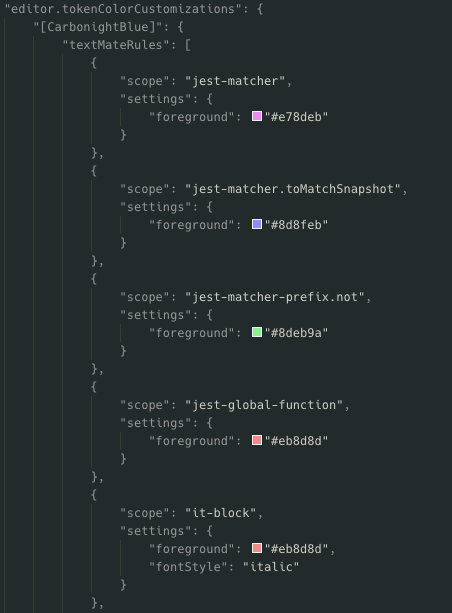 "editor.tokenColorCustomizations": {
"[CarbonightBlue]": {
"textMateRules": [
{
"scope": "jest-matcher",
"settings": {
"foreground": "#e78deb"
}
},
{
"scope": "jest-matcher.toMatchSnapshot",
"settings": {
"foreground": "#8d8feb"
}
},
{
"scope": "jest-matcher-prefix.not",
"settings": {
"foreground": "#8deb9a"
}
},
{
"scope": "jest-global-function",
"settings": {
"foreground": "#eb8d8d"
}
},
{
"scope": "it-block",
"settings": {
"foreground": "#eb8d8d",
"fontStyle": "italic"
}
},